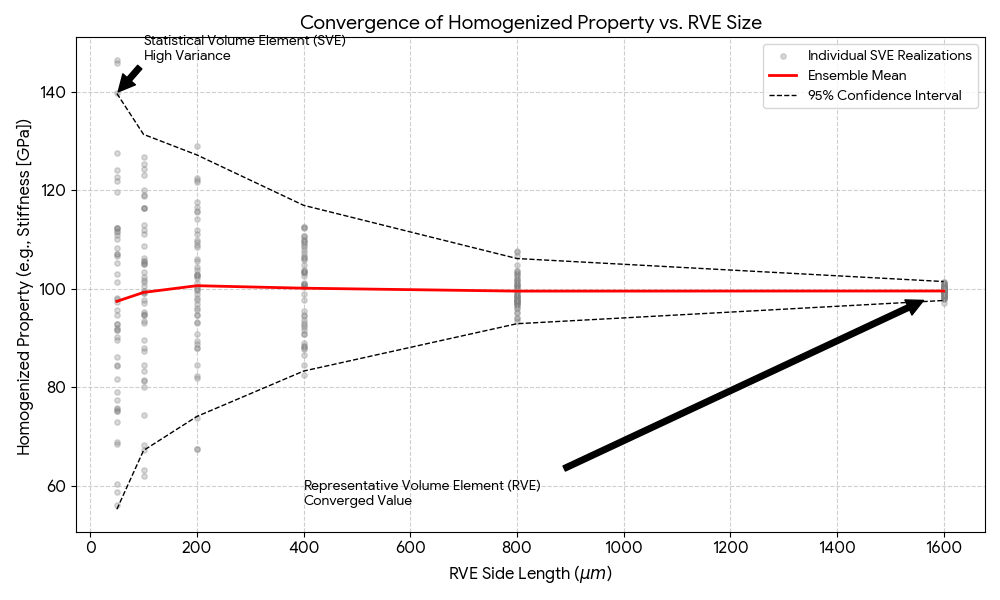 Convergence of Homogenized Property vs. RVE Size
Statistical Volume Element (SVE)
High Variance
Individual SVE Realizations
Ensemble Mean
95% Confidence Interval
Homogenized Property (e.g., Stiffness [GPa])
140
120
100
80
60
Representative Volume Element (RVE)
Converged Value
0 200 400 600 800 1000 1200 1400 1600
RVE Side Length (μm)